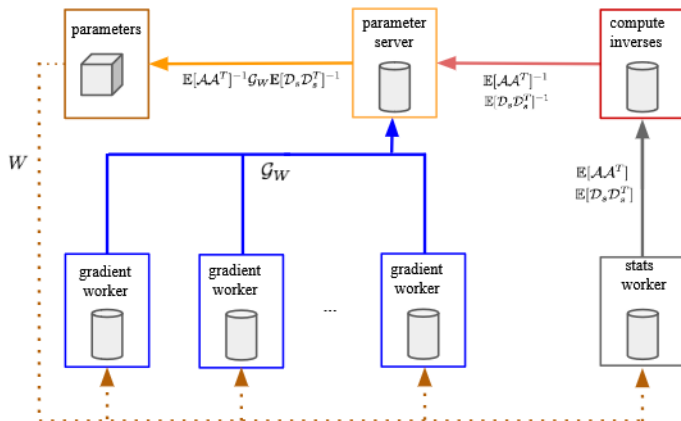 parameters
parameter
server
compute
inverses
𝔼[𝒜𝒜ᵀ]⁻¹𝒢_W𝐄[𝒟ₛ𝒟ₛᵀ]⁻¹
𝔼[𝒜𝒜ᵀ]⁻¹
𝔼[𝒟ₛ𝒟ₛᵀ]⁻¹
W
𝒢_W
𝔼[𝒜𝒜ᵀ]
𝔼[𝒟ₛ𝒟ₛᵀ]
gradient
worker
gradient
worker
...
gradient
worker
stats
worker